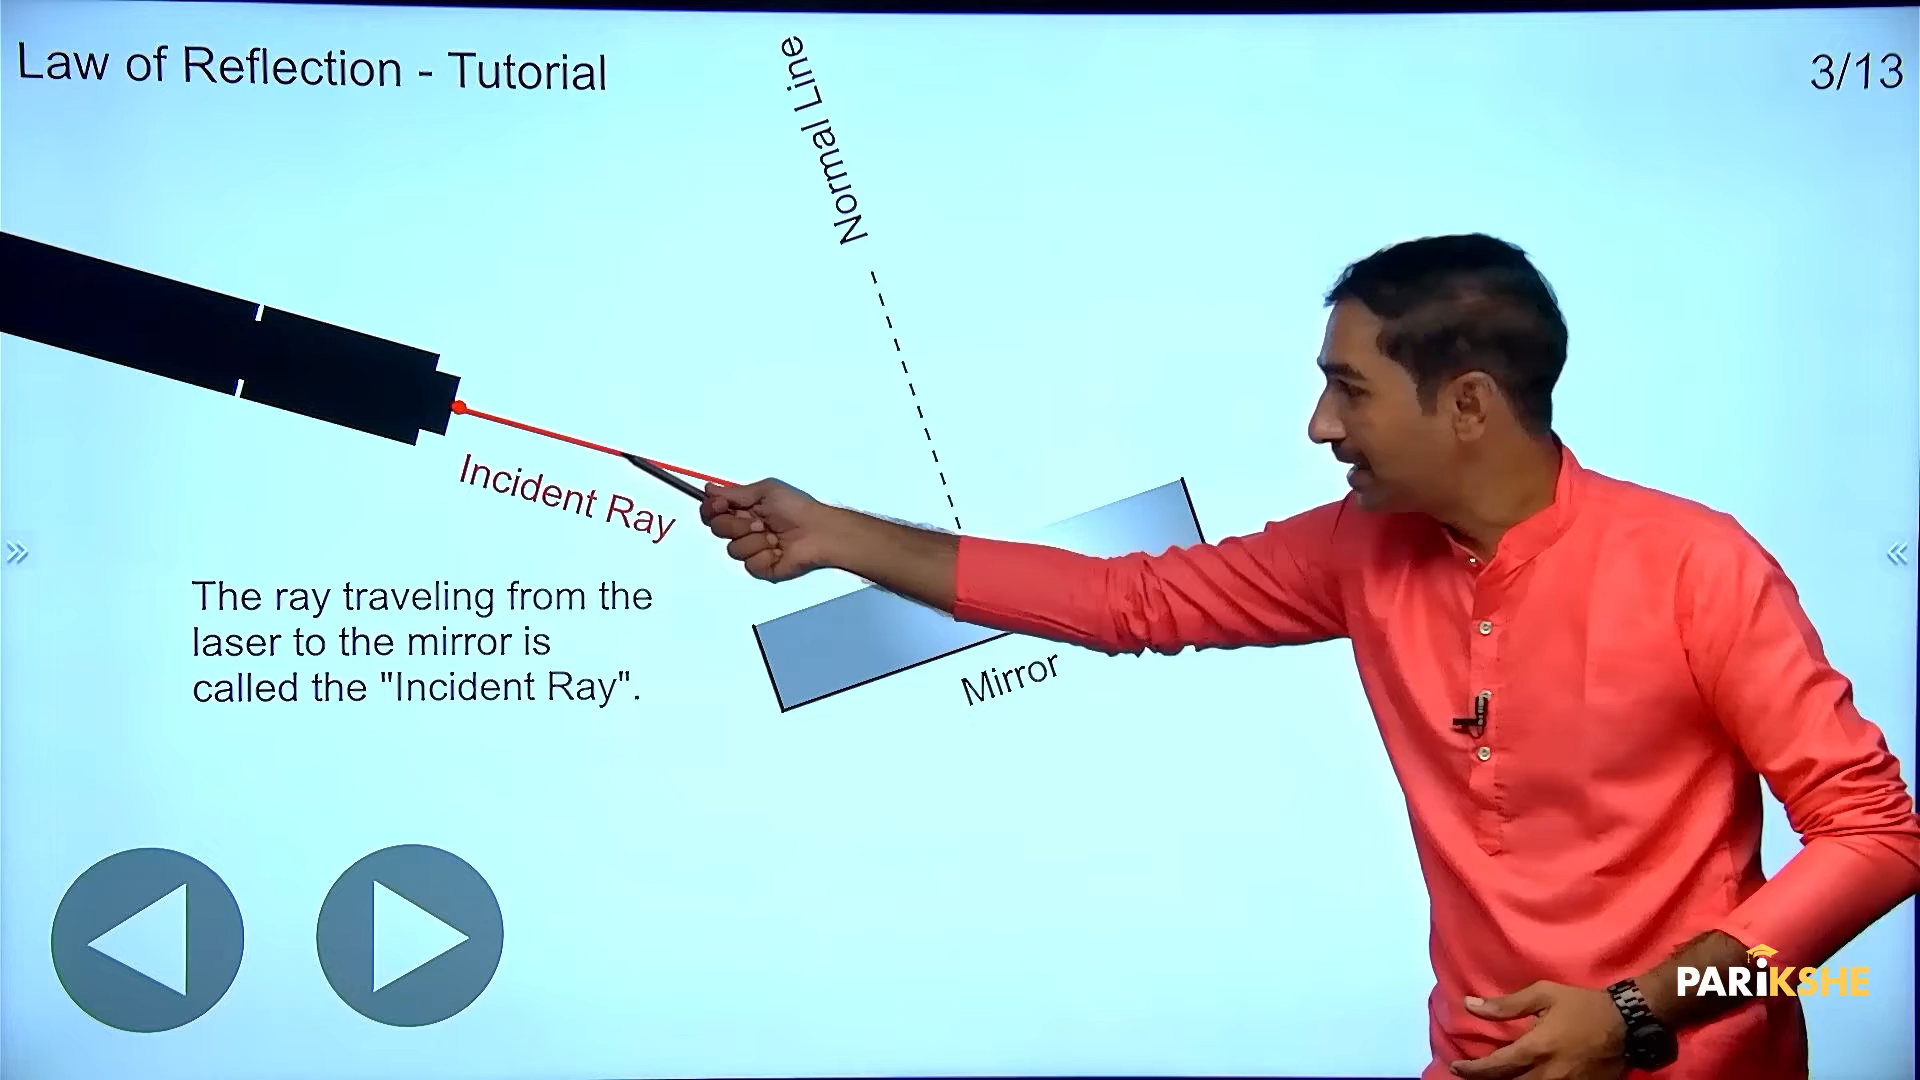 Law of Reflection - Tutorial
3/13
Normal Line
Incident Ray
The ray traveling from the
laser to the mirror is
called the "Incident Ray".
Mirror
PARiKSHE